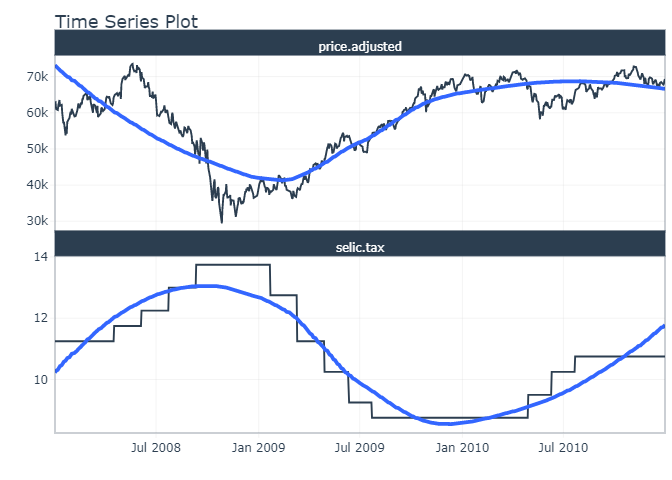 Time Series Plot
price.adjusted
70k
60k
50k
40k
30k
selic.tax
14
12
10
Jul 2008 Jan 2009 Jul 2009 Jan 2010 Jul 2010